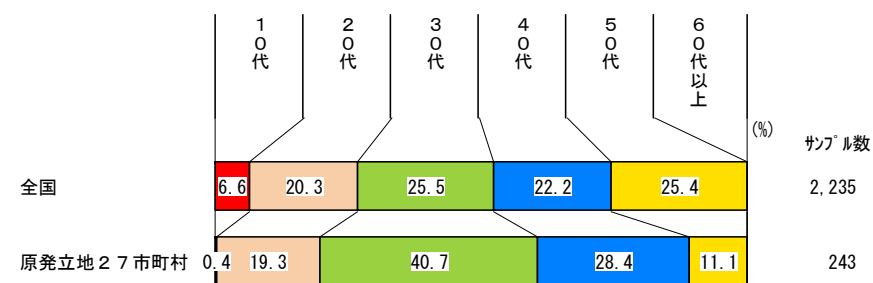 １０代 ２０代 ３０代 ４０代 ５０代 ６０代以上
(%)
ｻﾝﾌﾟﾙ数
全国 6.6 20.3 25.5 22.2 25.4 2,235
原発立地２７市町村 0.4 19.3 40.7 28.4 11.1 243